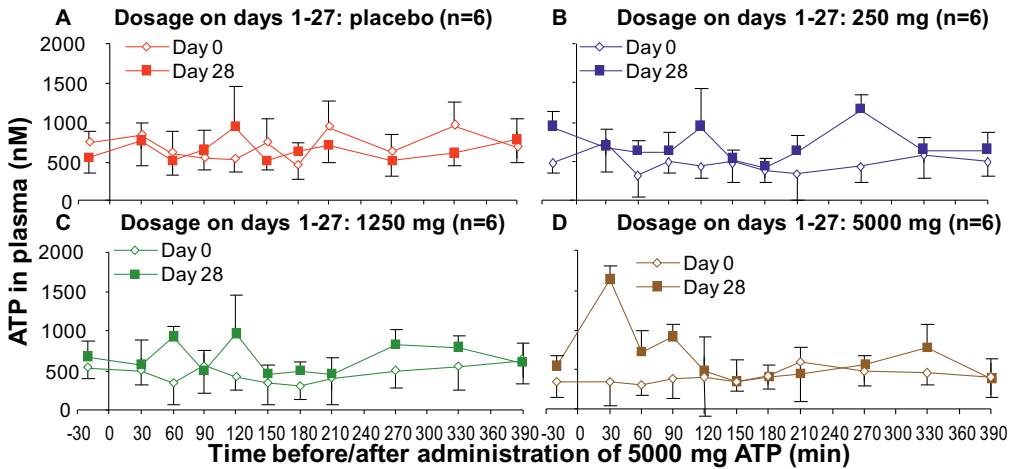 A Dosage on days 1-27: placebo (n=6)
B Dosage on days 1-27: 250 mg (n=6)
2000
1500
1000
500
0
Day 0
Day 28
Day 0
Day 28
C Dosage on days 1-27: 1250 mg (n=6)
D Dosage on days 1-27: 5000 mg (n=6)
2000
1500
1000
500
0
Day 0
Day 28
Day 0
Day 28
-30 0 30 60 90 120 150 180 210 240 270 300 330 360 390
-30 0 30 60 90 120 150 180 210 240 270 300 330 360 390
ATP in plasma (nM)
Time before/after administration of 5000 mg ATP (min)